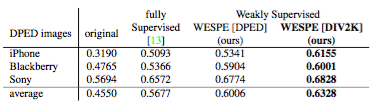 fully Weakly Supervised
DPED images original Supervised WESPE [DPED] WESPE [DIV2K]
[13] (ours) (ours)
iPhone 0.3190 0.5093 0.5341 0.6155
Blackberry 0.4765 0.5366 0.5904 0.6001
Sony 0.5694 0.6572 0.6774 0.6828
average 0.4550 0.5677 0.6006 0.6328